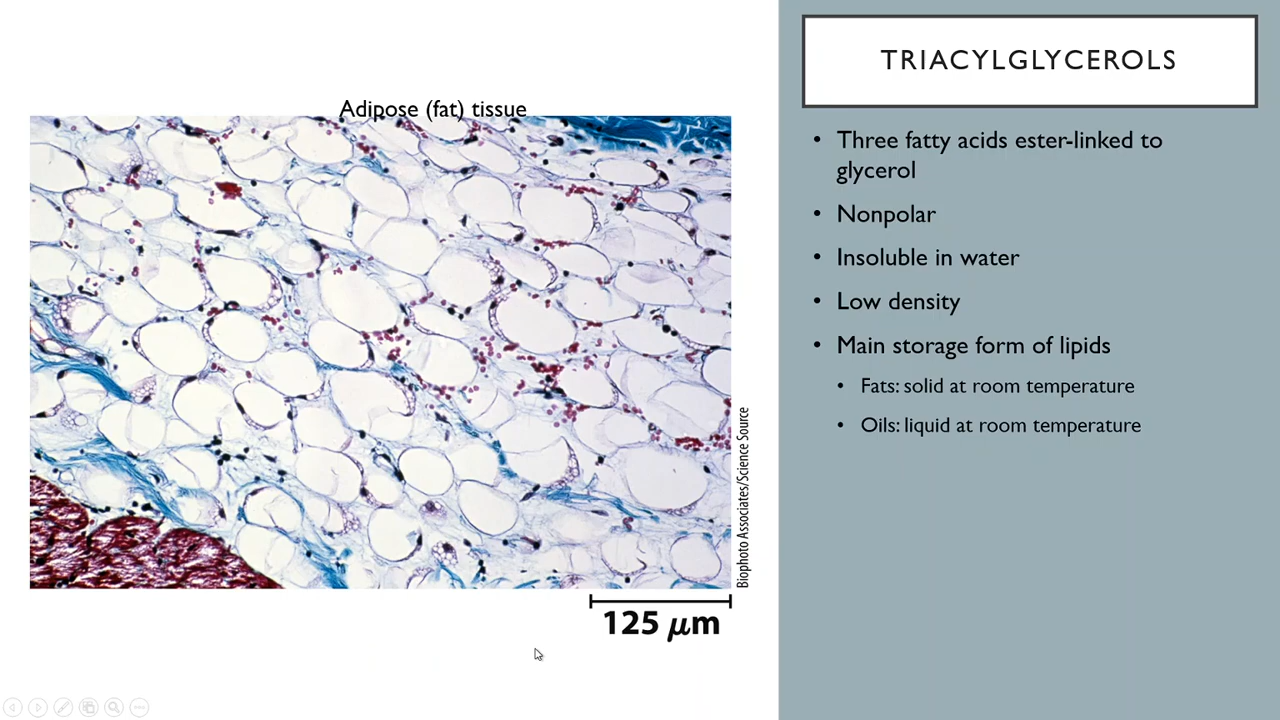 Adipose (fat) tissue
Biophoto Associates/Science Source
125 μm
TRIACYLGLYCEROLS
• Three fatty acids ester-linked to
glycerol
• Nonpolar
• Insoluble in water
• Low density
• Main storage form of lipids
• Fats: solid at room temperature
• Oils: liquid at room temperature